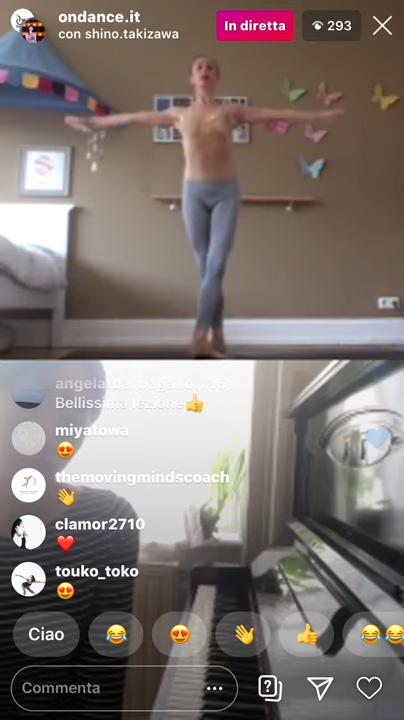 ondance.it
con shino.takizawa
In diretta
293
Bellissima lezione👍
miyatowa
😍
themovingmindscoach
👋
clamor2710
❤️
touko_toko
😍
Ciao
😂
😍
👋
👍
😂😂
Commenta